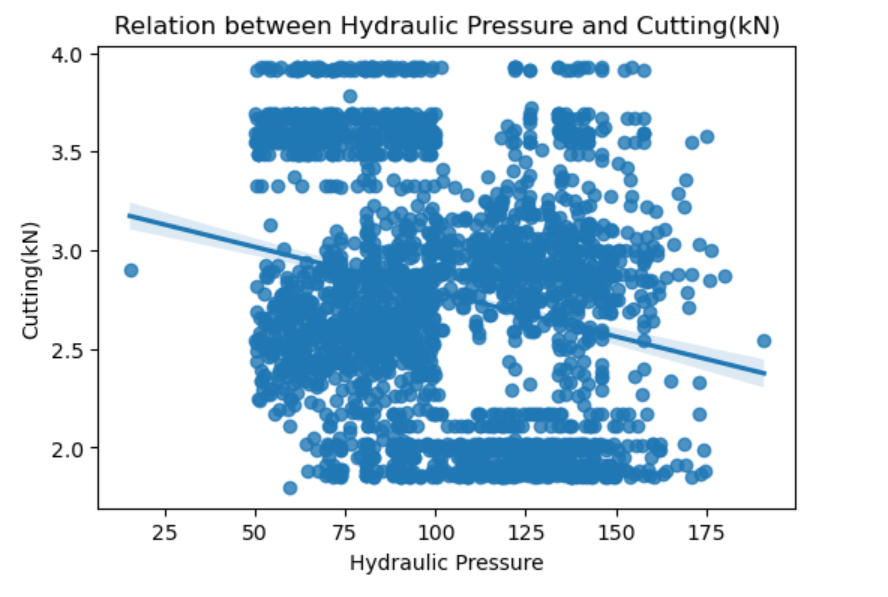 Relation between Hydraulic Pressure and Cutting(kN)
4.0
3.5
3.0
2.5
2.0
Cutting(kN)
25 50 75 100 125 150 175
Hydraulic Pressure